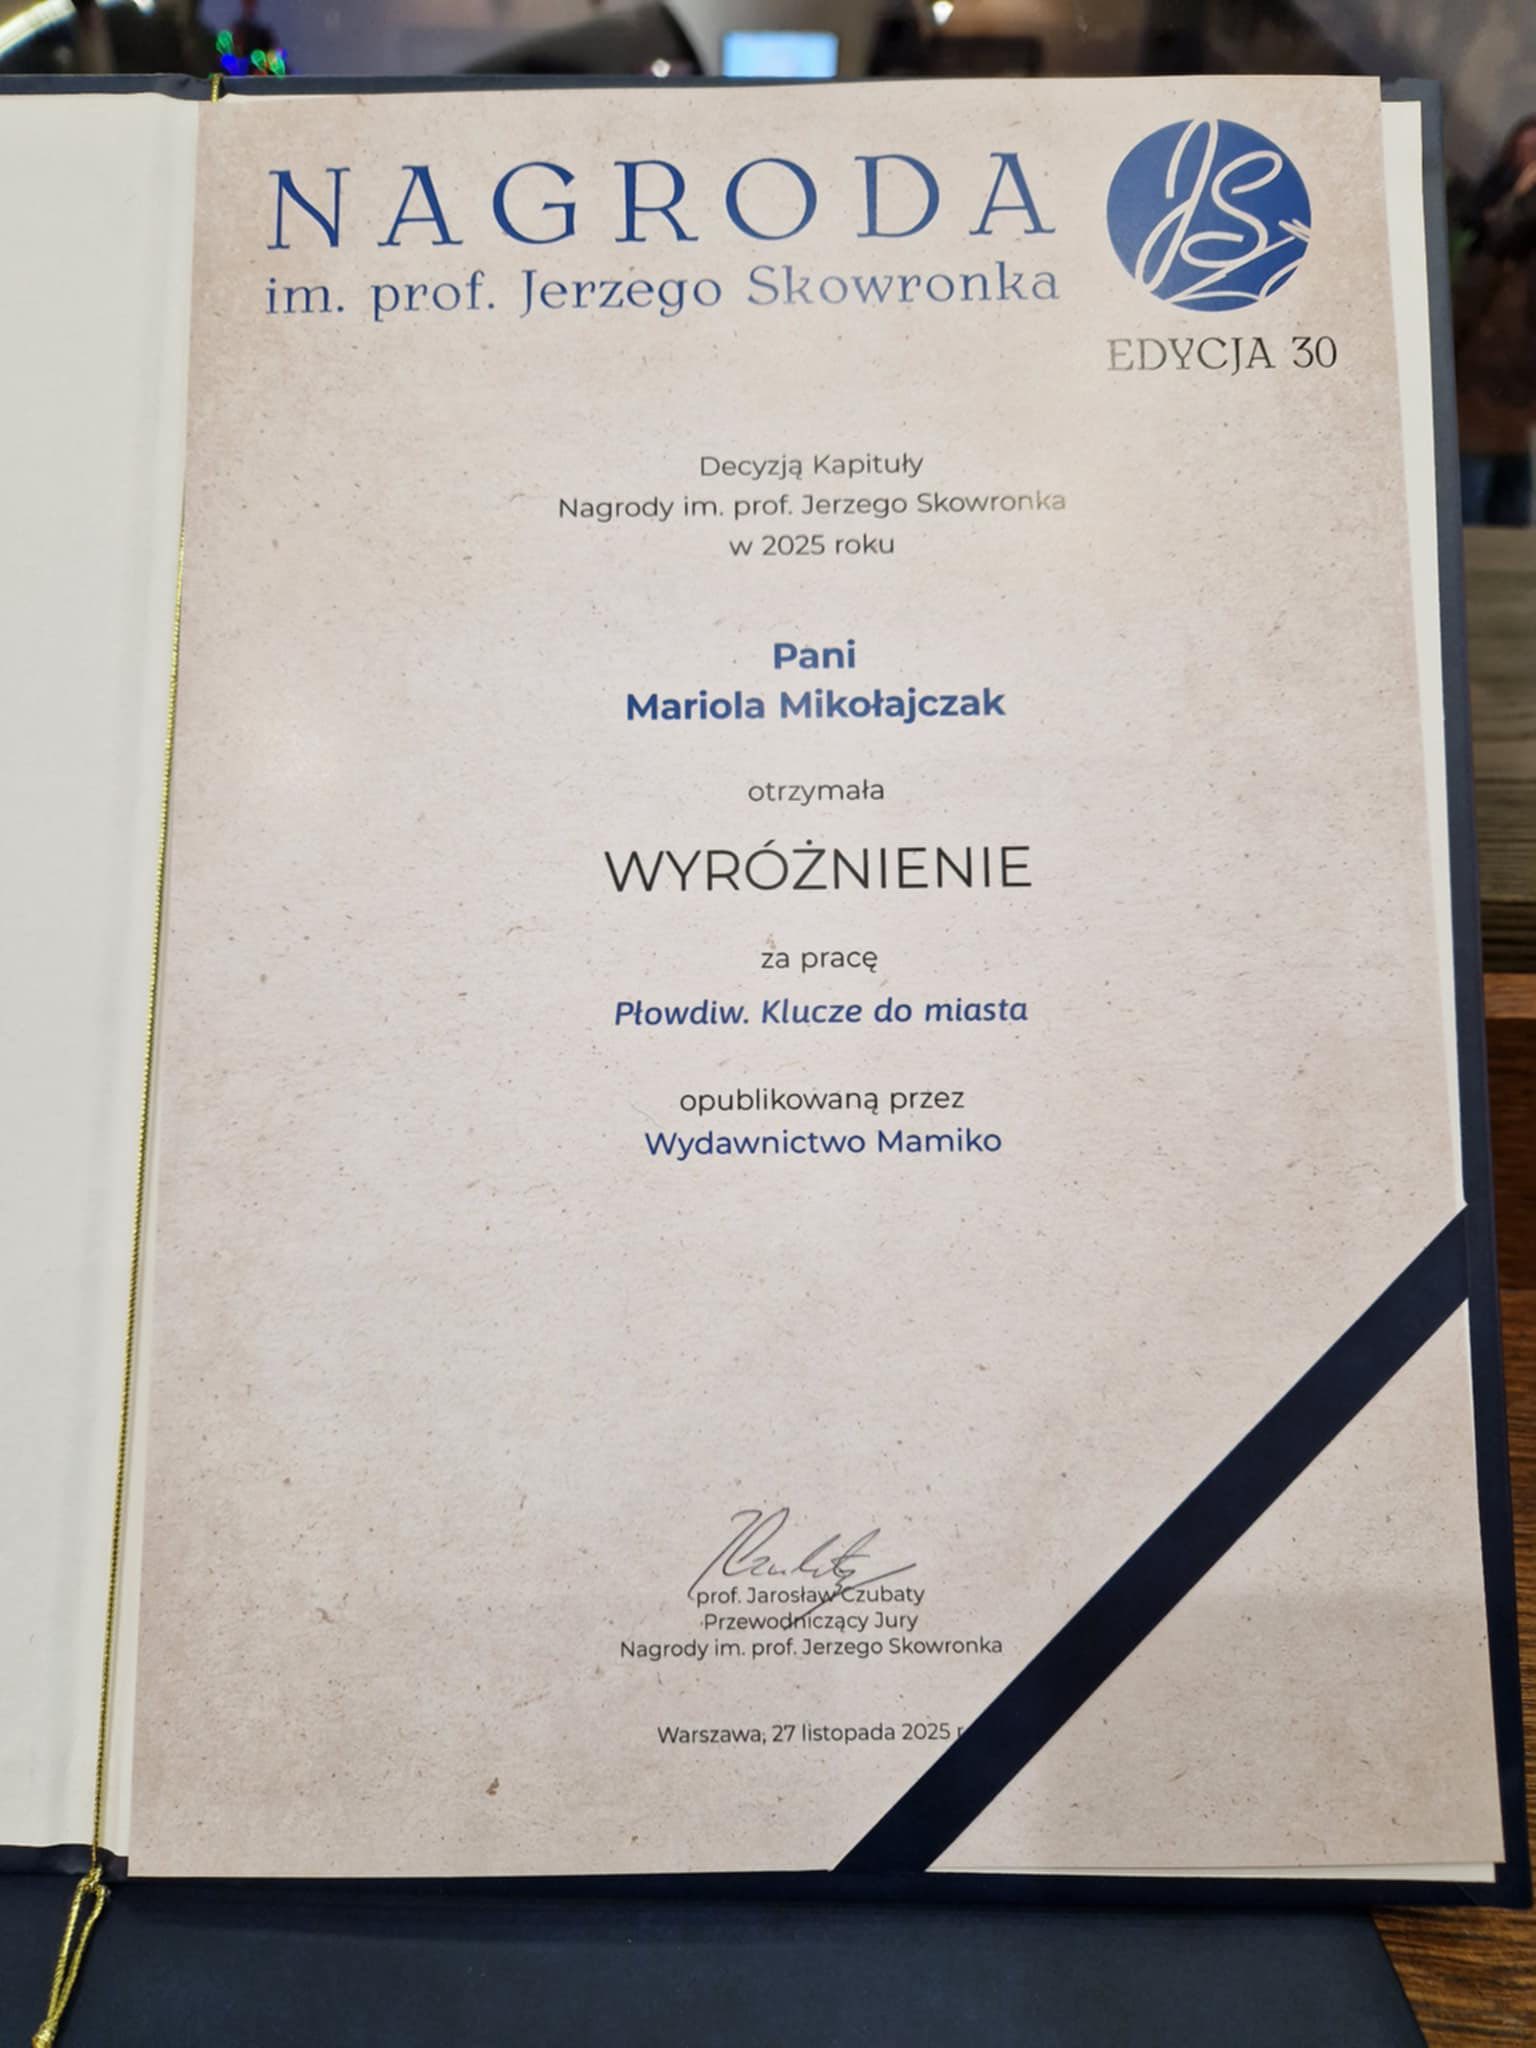 NAGRODA
im. prof. Jerzego Skowronka
JS
EDYCJA 30
Decyzją Kapituły
Nagrody im. prof. Jerzego Skowronka
w 2025 roku
Pani
Mariola Mikołajczak
otrzymała
WYRÓŻNIENIE
za pracę
Płowdiw. Klucze do miasta
opublikowaną przez
Wydawnictwo Mamiko
prof. Jarosław Czubaty
Przewodniczący Jury
Nagrody im. prof. Jerzego Skowronka
Warszawa, 27 listopada 2025 r